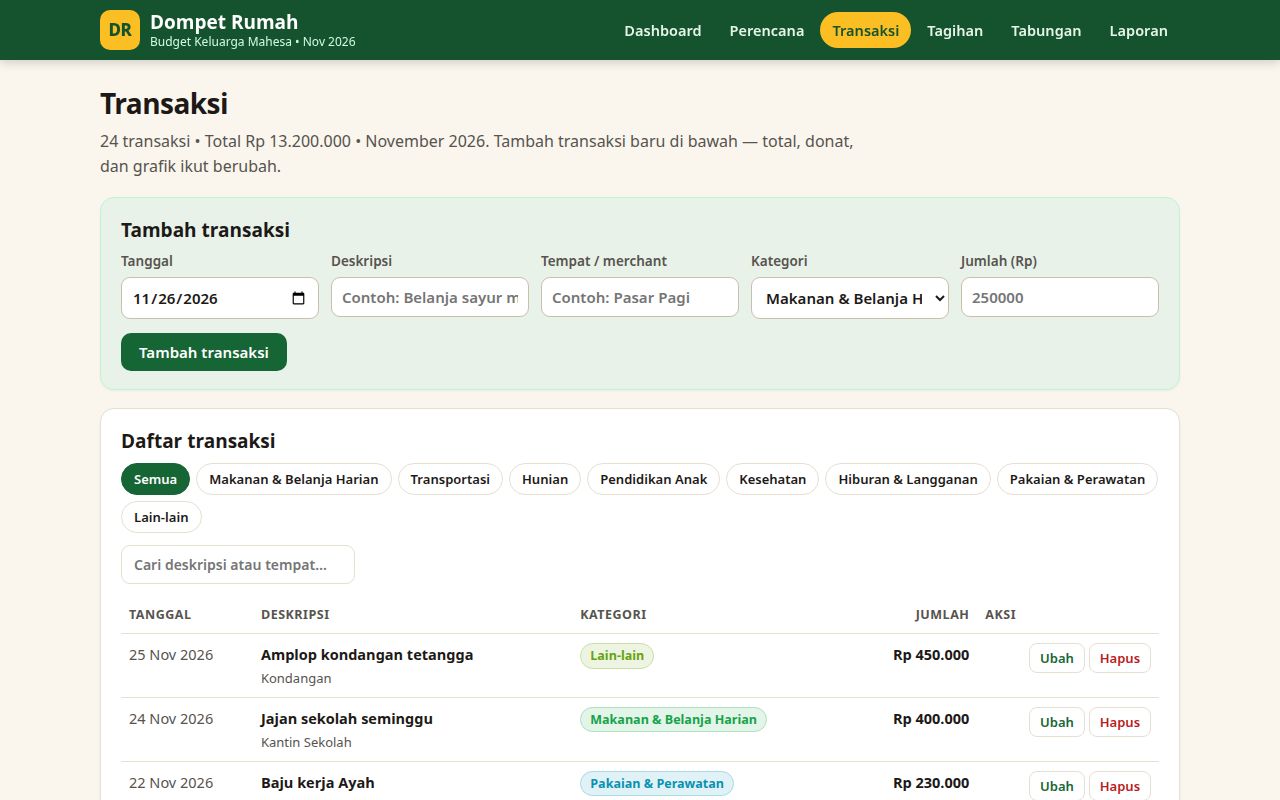 DR
Dompet Rumah
Budget Keluarga Mahesa • Nov 2026
Dashboard Perencana Transaksi Tagihan Tabungan Laporan
Transaksi
24 transaksi • Total Rp 13.200.000 • November 2026. Tambah transaksi baru di bawah — total, donat,
dan grafik ikut berubah.
Tambah transaksi
Tanggal Deskripsi Tempat / merchant Kategori Jumlah (Rp)
11/26/2026 Contoh: Belanja sayur m Contoh: Pasar Pagi Makanan & Belanja H 250000
Tambah transaksi
Daftar transaksi
Semua Makanan & Belanja Harian Transportasi Hunian Pendidikan Anak Kesehatan Hiburan & Langganan Pakaian & Perawatan
Lain-lain
Cari deskripsi atau tempat...
TANGGAL DESKRIPSI KATEGORI JUMLAH AKSI
25 Nov 2026 Amplop kondangan tetangga Lain-lain Rp 450.000 Ubah Hapus
Kondangan
24 Nov 2026 Jajan sekolah seminggu Makanan & Belanja Harian Rp 400.000 Ubah Hapus
Kantin Sekolah
22 Nov 2026 Baju kerja Ayah Pakaian & Perawatan Rp 230.000 Ubah Hapus